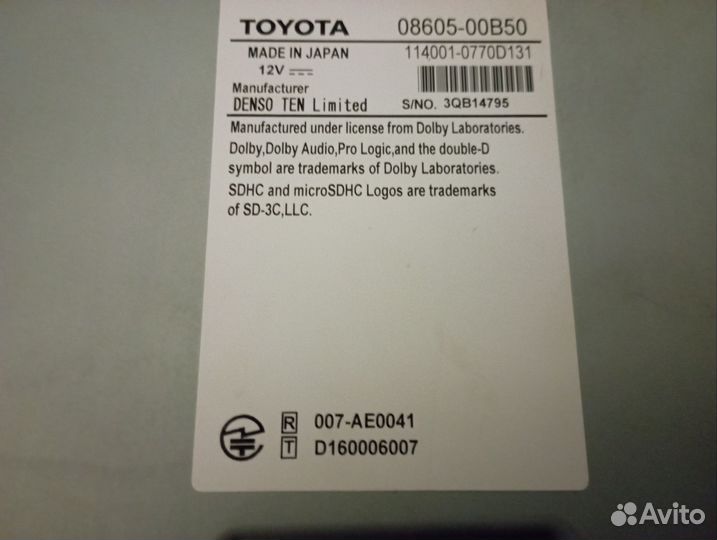 TOYOTA 08605-00B50
MADE IN JAPAN 114001-0770D131
12V
Manufacturer
DENSO TEN Limited S/NO. 3QB14795
Manufactured under license from Dolby Laboratories.
Dolby,Dolby Audio,Pro Logic,and the double-D
symbol are trademarks of Dolby Laboratories.
SDHC and microSDHC Logos are trademarks
of SD-3C,LLC.
R 007-AE0041
T D160006007
Avito